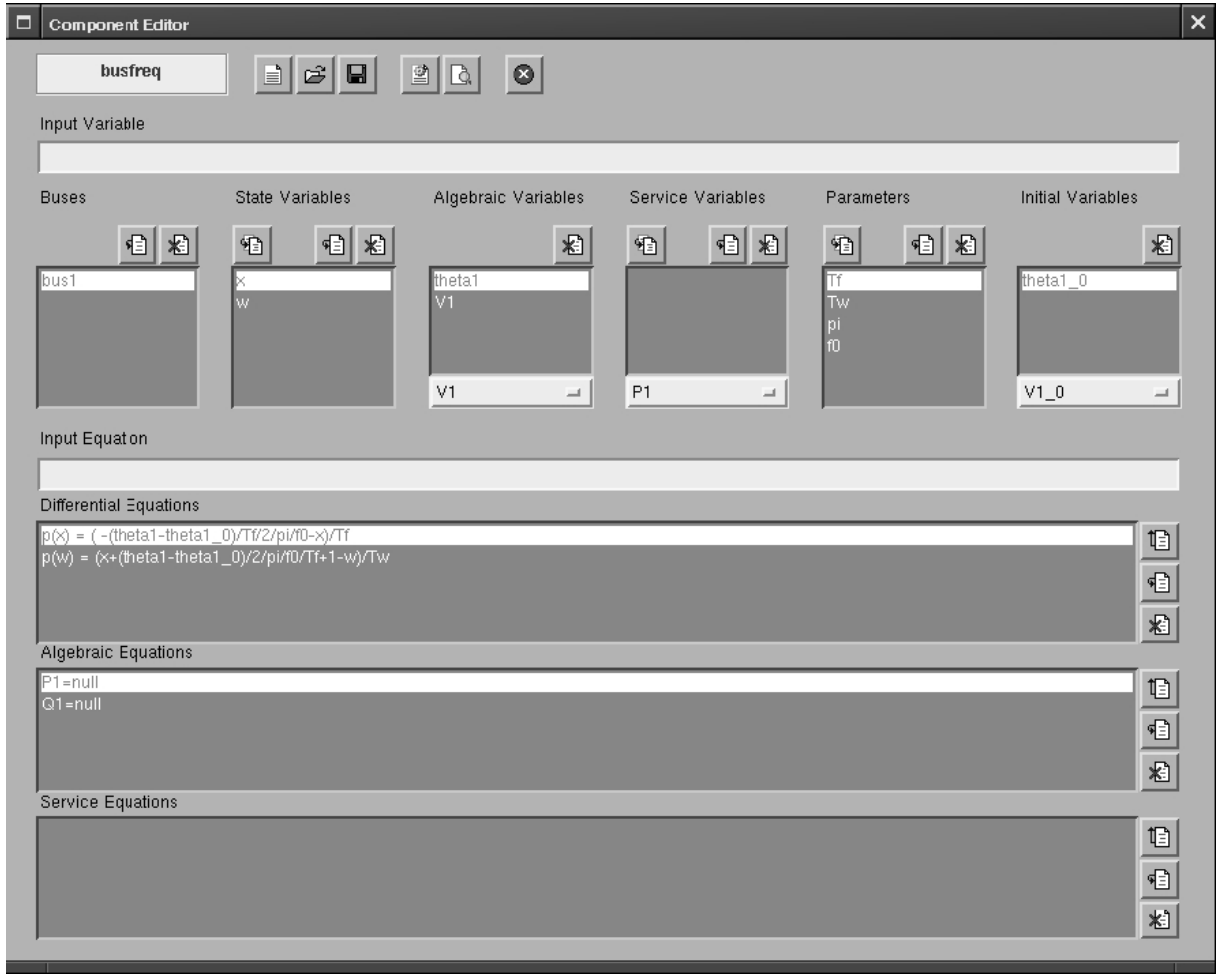 Component Editor
busfreq
Input Variable
Buses State Variables Algebraic Variables Service Variables Parameters Initial Variables
bus1 x theta1 Tf theta1_0
w V1 Tw
pi
f0
V1 P1 V1_0
Input Equaton
Differential Equations
p(x) = ( -(theta1-theta1_0)/Tf/2/pi/f0-x)/Tf
p(w) = (x+(theta1-theta1_0)/2/pi/f0/Tf+1-w)/Tw
Algebraic Equations
P1=null
Q1=null
Service Equations